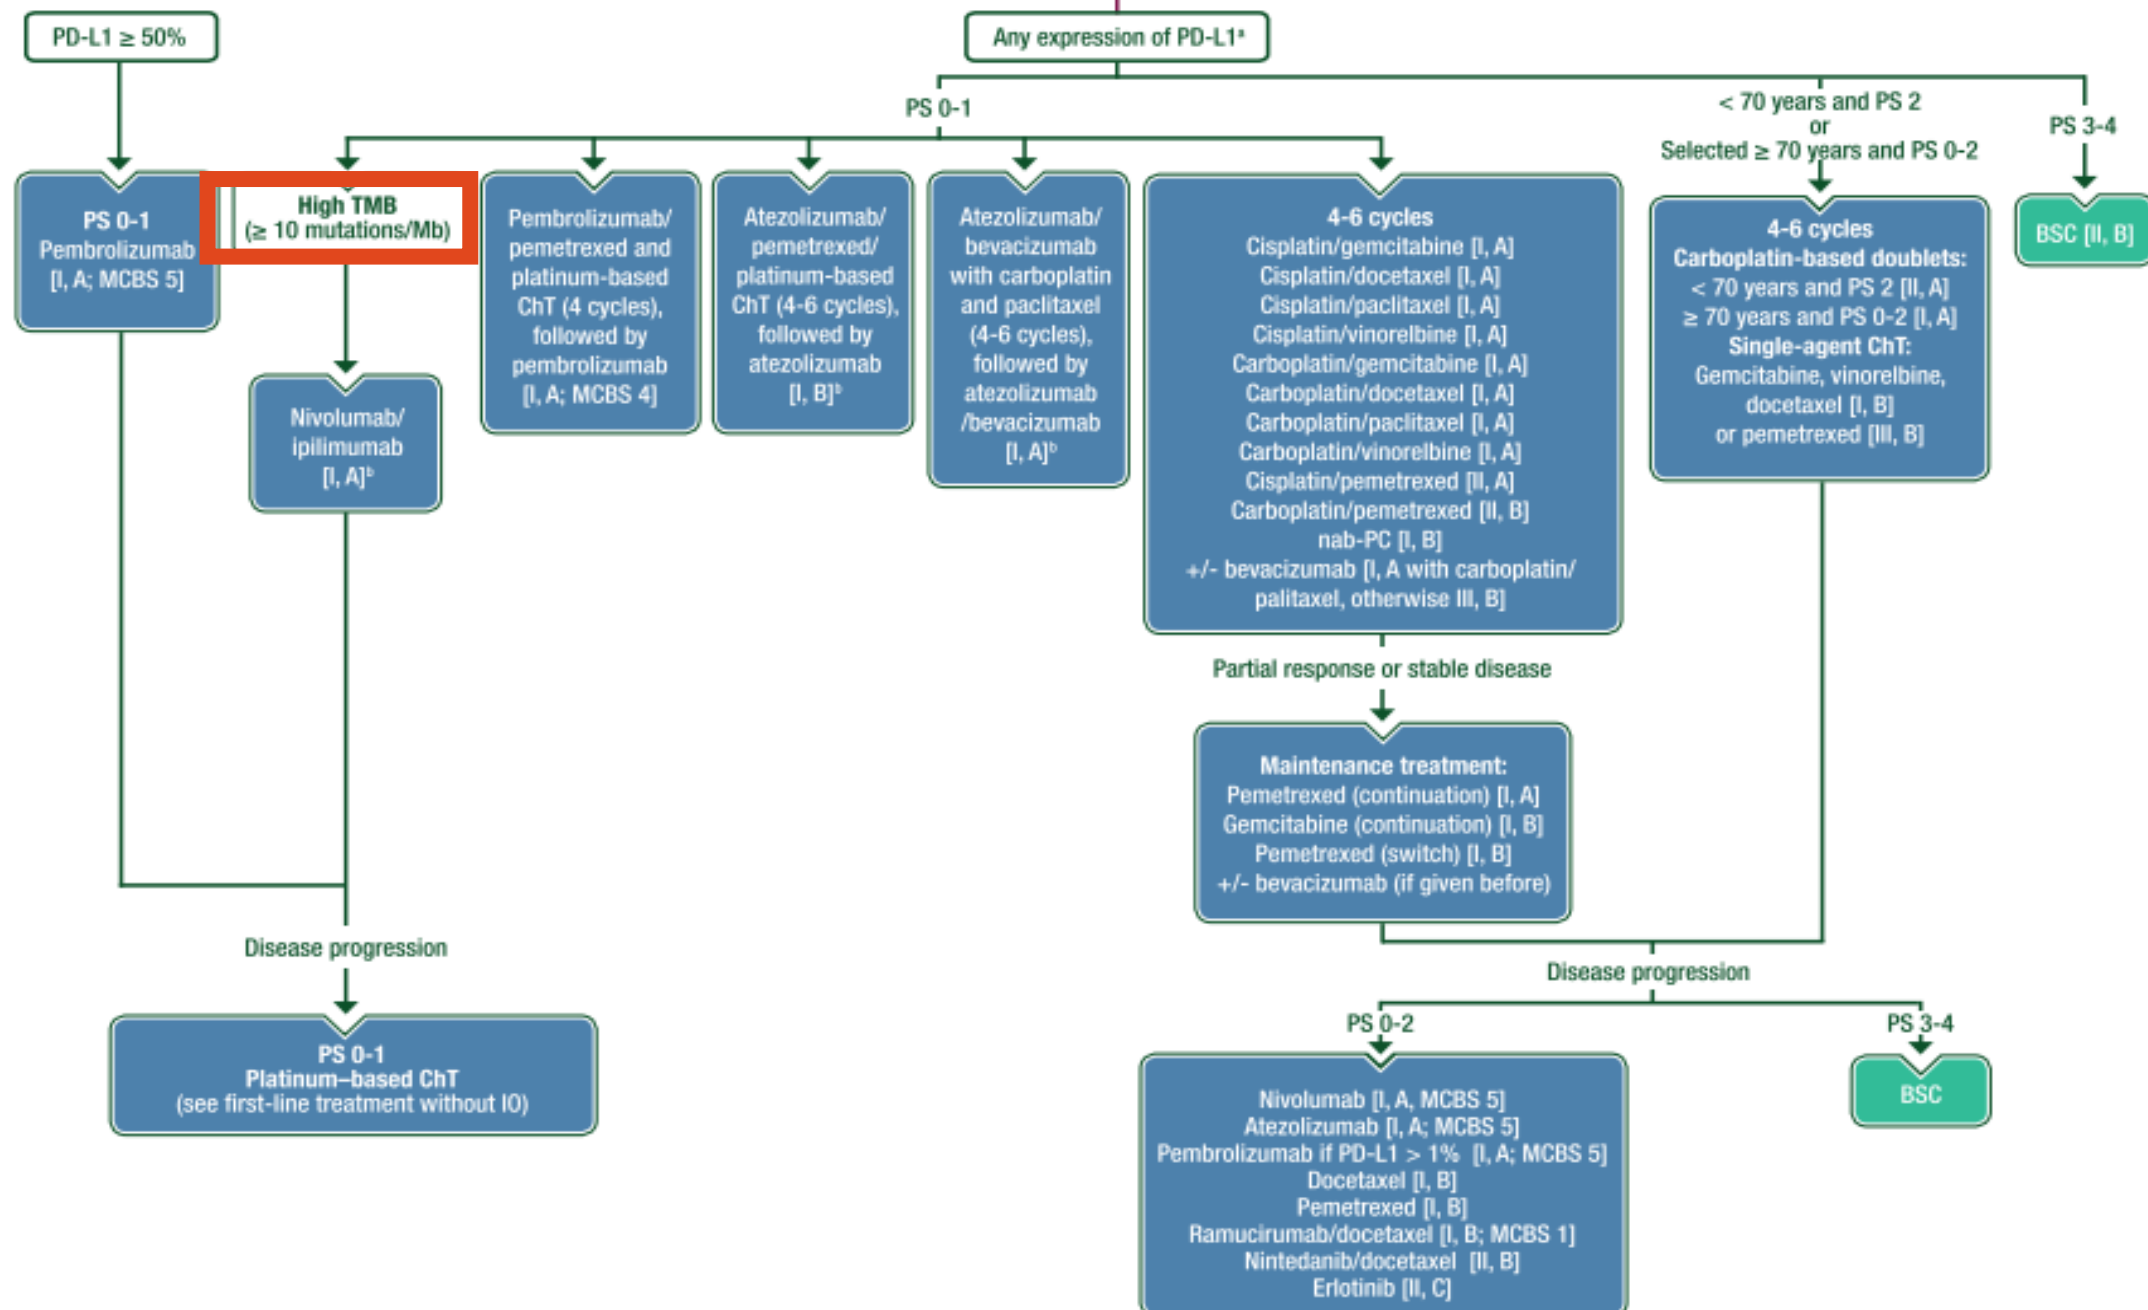 PD-L1 ≥ 50%
Any expression of PD-L1ª
PS 0-1
< 70 years and PS 2
or
Selected ≥ 70 years and PS 0-2
PS 3-4
PS 0-1
Pembrolizumab
[I, A; MCBS 5]
High TMB
(≥ 10 mutations/Mb)
Nivolumab/
ipilimumab
[I, A]ᵇ
Pembrolizumab/
pemetrexed and
platinum-based
ChT (4 cycles),
followed by
pembrolizumab
[I, A; MCBS 4]
Atezolizumab/
pemetrexed/
platinum-based
ChT (4-6 cycles),
followed by
atezolizumab
[I, B]ᵇ
Atezolizumab/
bevacizumab
with carboplatin
and paclitaxel
(4-6 cycles),
followed by
atezolizumab
/bevacizumab
[I, A]ᵇ
4-6 cycles
Cisplatin/gemcitabine [I, A]
Cisplatin/docetaxel [I, A]
Cisplatin/paclitaxel [I, A]
Cisplatin/vinorelbine [I, A]
Carboplatin/gemcitabine [I, A]
Carboplatin/docetaxel [I, A]
Carboplatin/paclitaxel [I, A]
Carboplatin/vinorelbine [I, A]
Cisplatin/pemetrexed [II, A]
Carboplatin/pemetrexed [II, B]
nab-PC [I, B]
+/- bevacizumab [I, A with carboplatin/
palitaxel, otherwise III, B]
4-6 cycles
Carboplatin-based doublets:
< 70 years and PS 2 [II, A]
≥ 70 years and PS 0-2 [I, A]
Single-agent ChT:
Gemcitabine, vinorelbine,
docetaxel [I, B]
or pemetrexed [III, B]
BSC [II, B]
Partial response or stable disease
Maintenance treatment:
Pemetrexed (continuation) [I, A]
Gemcitabine (continuation) [I, B]
Pemetrexed (switch) [I, B]
+/- bevacizumab (if given before)
Disease progression
PS 0-1
Platinum–based ChT
(see first-line treatment without IO)
Disease progression
PS 0-2
PS 3-4
Nivolumab [I, A, MCBS 5]
Atezolizumab [I, A; MCBS 5]
Pembrolizumab if PD-L1 > 1% [I, A; MCBS 5]
Docetaxel [I, B]
Pemetrexed [I, B]
Ramucirumab/docetaxel [I, B; MCBS 1]
Nintedanib/docetaxel [II, B]
Erlotinib [II, C]
BSC